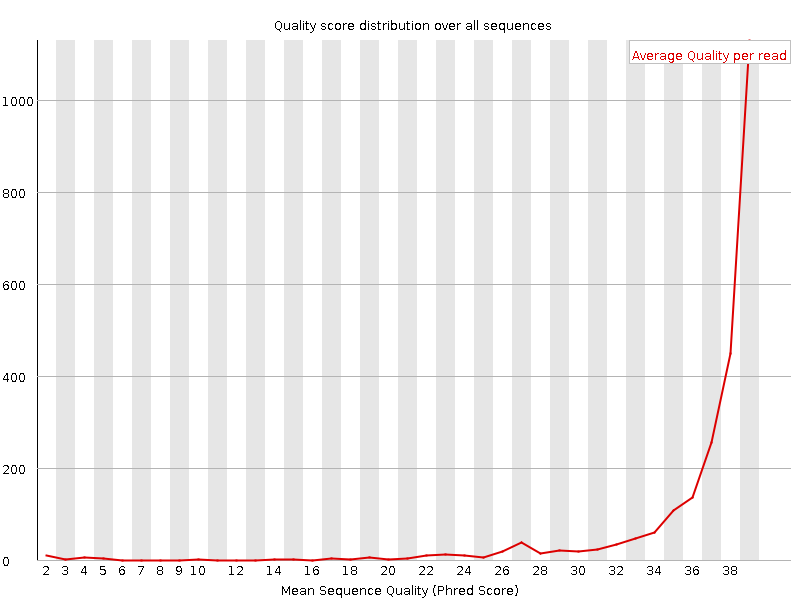 Quality score distribution over all sequences
Average Quality per read
1000
800
600
400
200
0
2 3 4 5 6 7 8 9 10 12 14 16 18 20 22 24 26 28 30 32 34 36 38
Mean Sequence Quality (Phred Score)